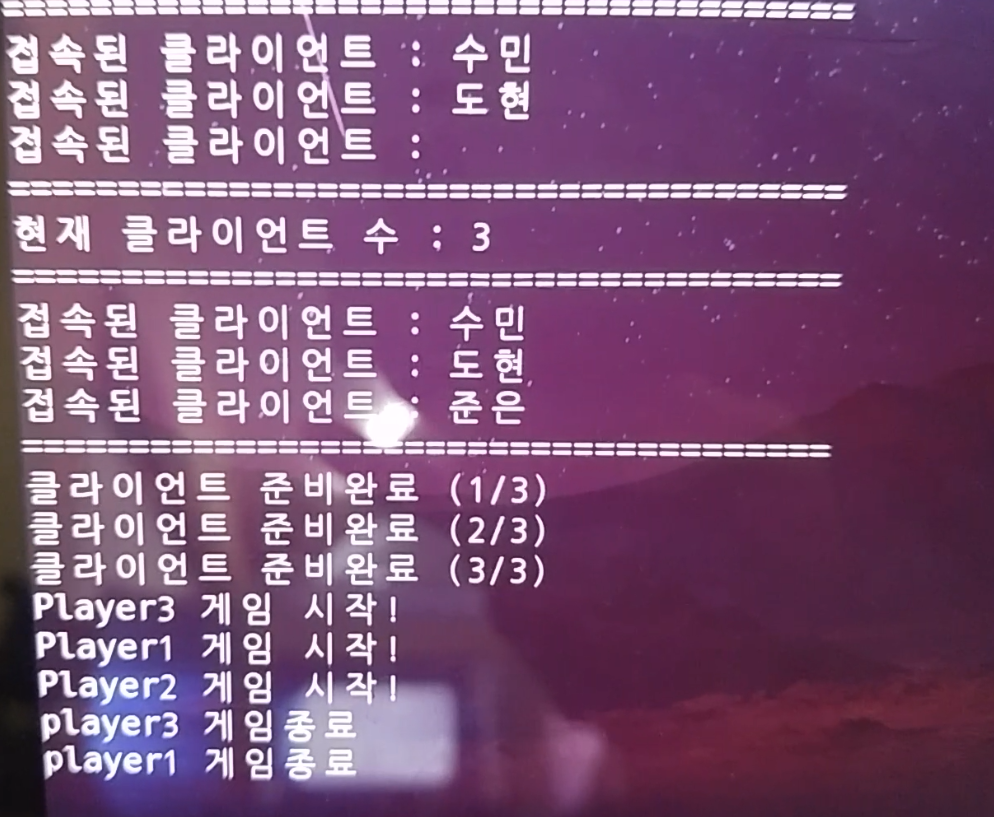 ==========================================
접속된 클라이언트 : 수민
접속된 클라이언트 : 도현
접속된 클라이언트 :
==========================================
현재 클라이언트 수 : 3
==========================================
접속된 클라이언트 : 수민
접속된 클라이언트 : 도현
접속된 클라이언트 : 준은
==========================================
클라이언트 준비완료 (1/3)
클라이언트 준비완료 (2/3)
클라이언트 준비완료 (3/3)
Player3 게임 시작!
Player1 게임 시작!
Player2 게임 시작!
player3 게임종료
player1 게임종료